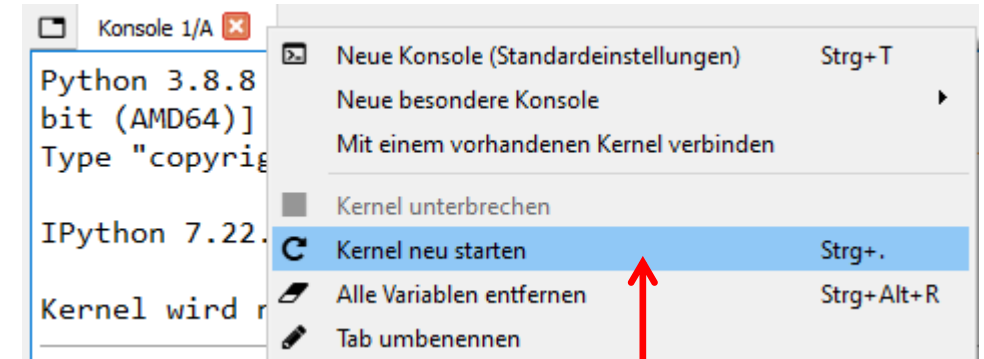 Konsole 1/A
Python 3.8.8
bit (AMD64)]
Type "copyrig
IPython 7.22.
Kernel wird
Neue Konsole (Standardeinstellungen) Strg+T
Neue besondere Konsole
Mit einem vorhandenen Kernel verbinden
Kernel unterbrechen
Kernel neu starten Strg+.
Alle Variablen entfernen Strg+Alt+R
Tab umbenennen